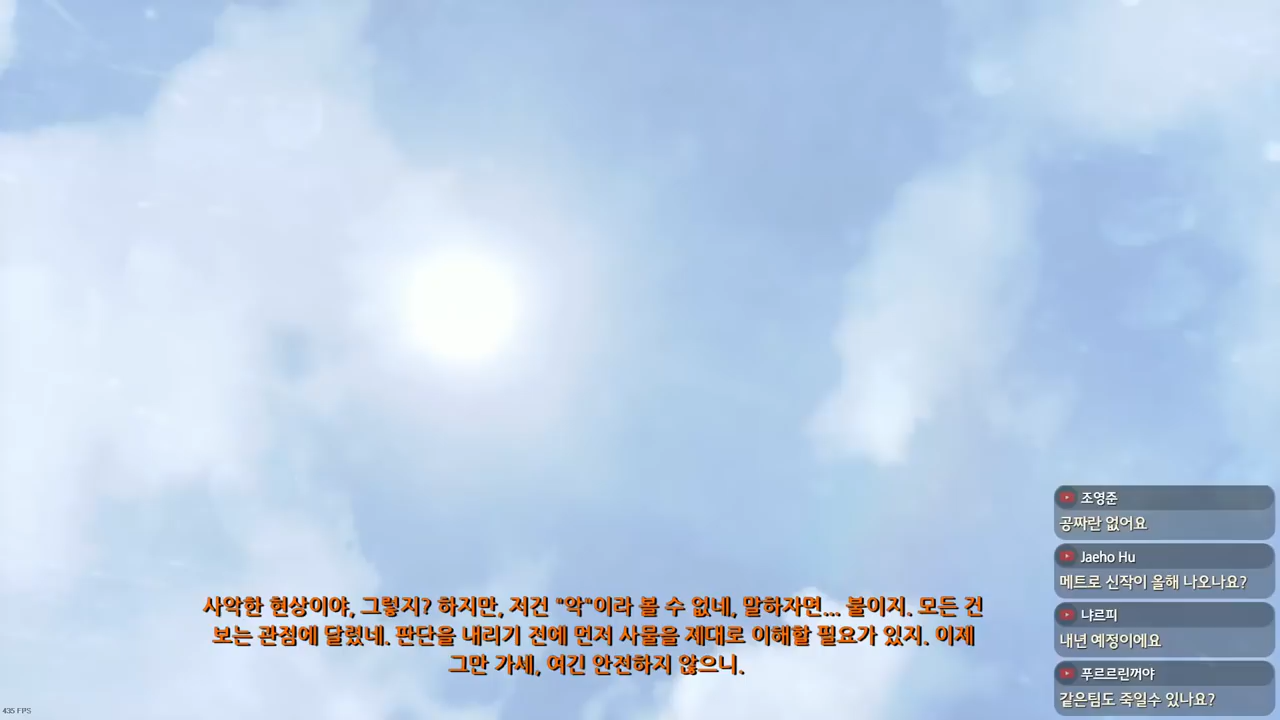 사악한 현상이야, 그렇지? 하지만, 저건 "악"이라 볼 수 없네, 말하자면... 불이지. 모든 건
보는 관점에 달렸네. 판단을 내리기 전에 먼저 사물을 제대로 이해할 필요가 있지. 이제
그만 가세, 여긴 안전하지 않으니.
조영준
공짜란 없어요
Jaeho Hu
메트로 신작이 올해 나오나요?
냐르피
내년 예정이에요
푸르르린꺼야
같은팀도 죽일수 있나요?
435 FPS